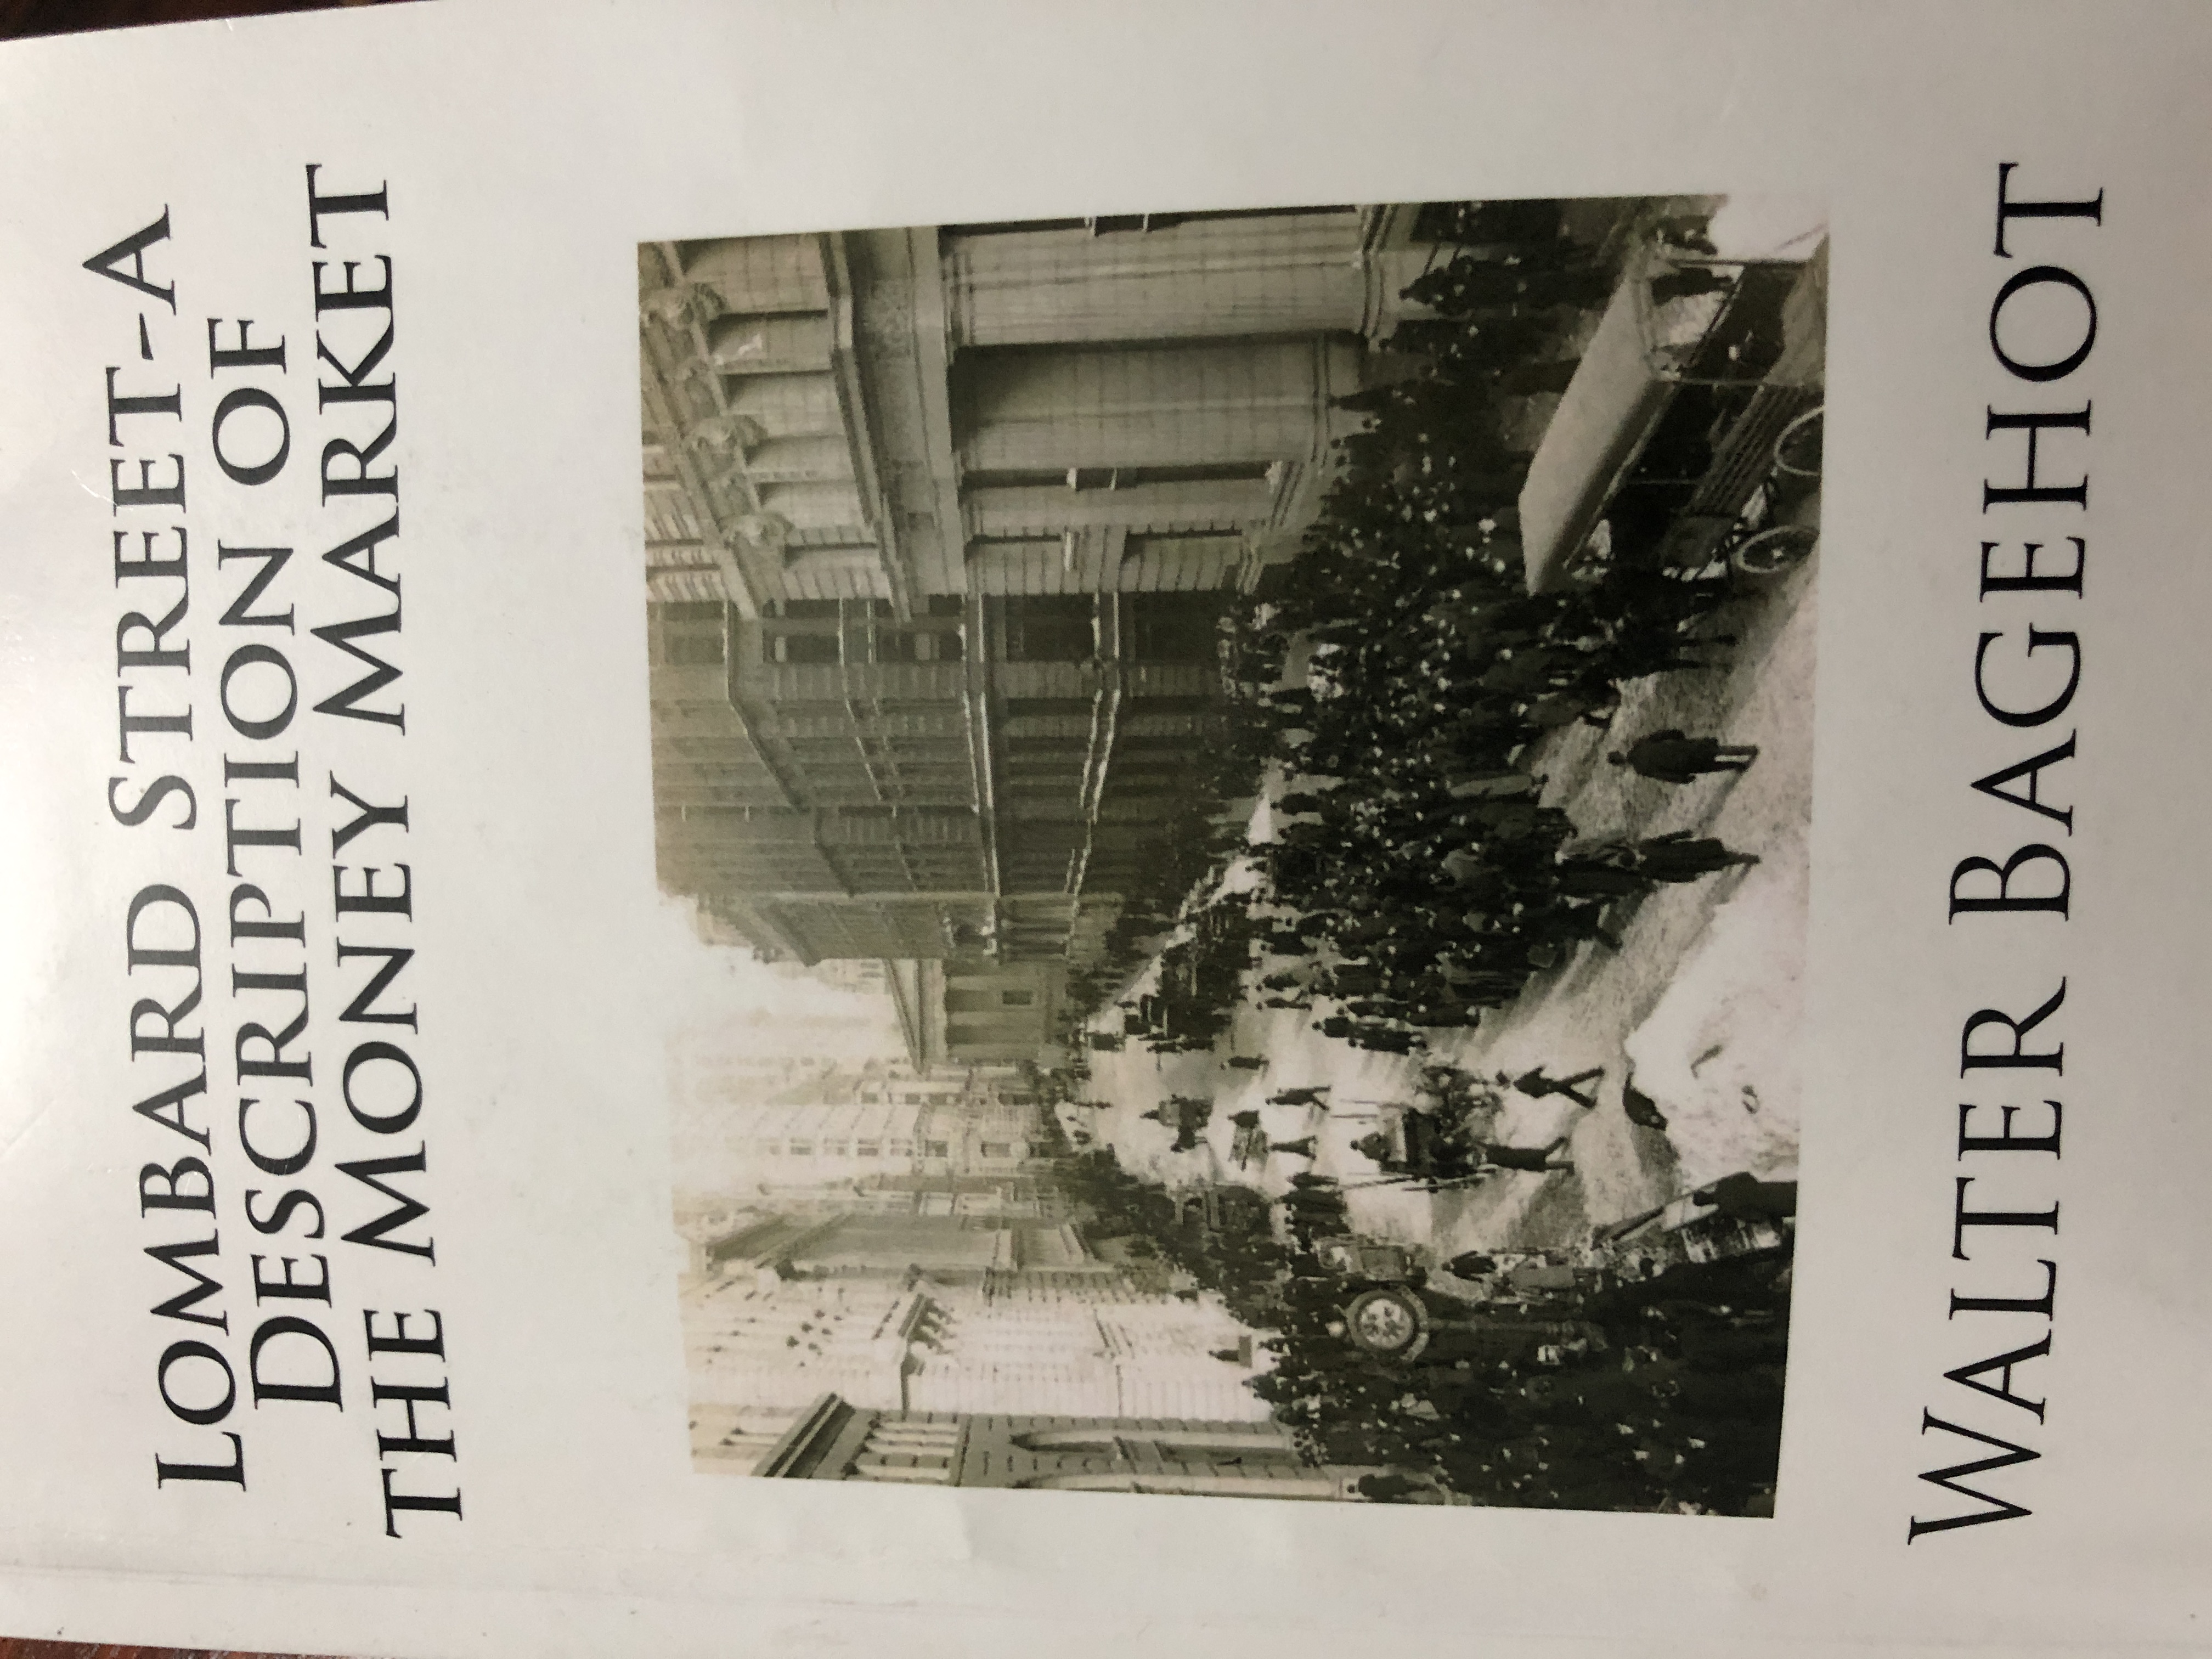 LOMBARD STREET-A
DESCRIPTION OF
THE MONEY MARKET
WALTER BAGEHOT